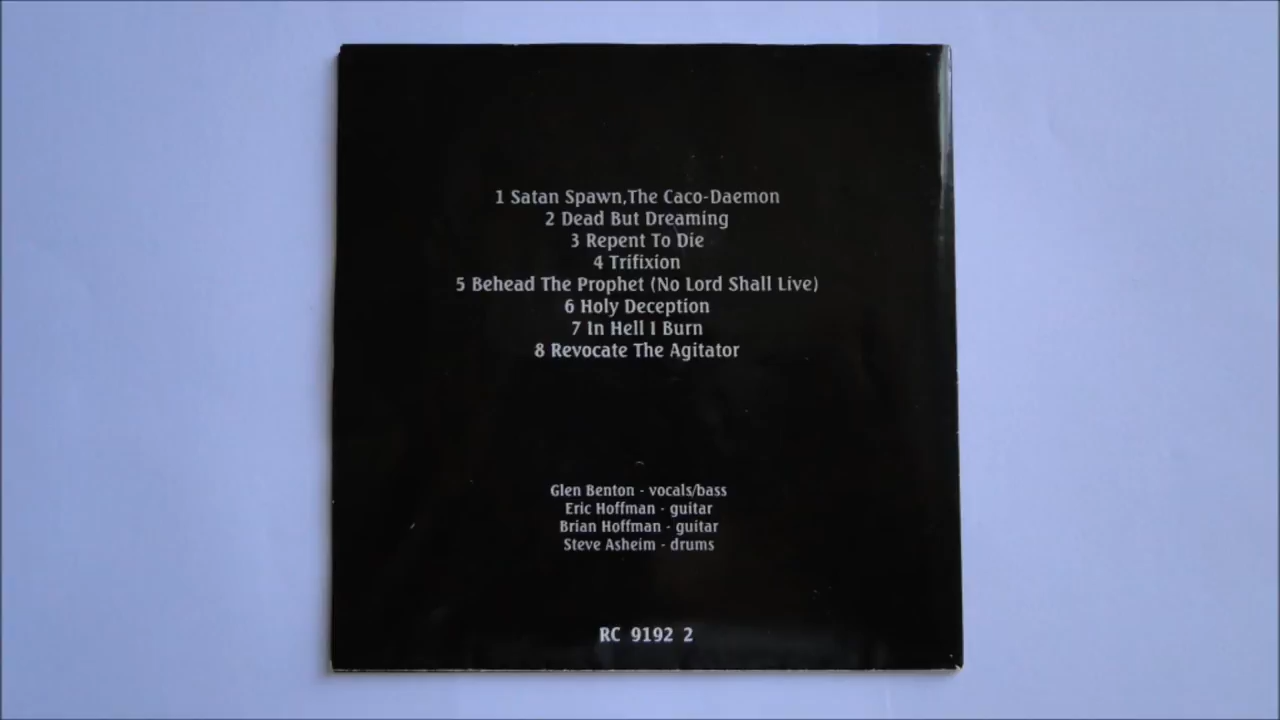 1 Satan Spawn,The Caco-Daemon
2 Dead But Dreaming
3 Repent To Die
4 Trifixion
5 Behead The Prophet (No Lord Shall Live)
6 Holy Deception
7 In Hell I Burn
8 Revocate The Agitator
Glen Benton - vocals/bass
Eric Hoffman - guitar
Brian Hoffman - guitar
Steve Asheim - drums
RC 9192 2